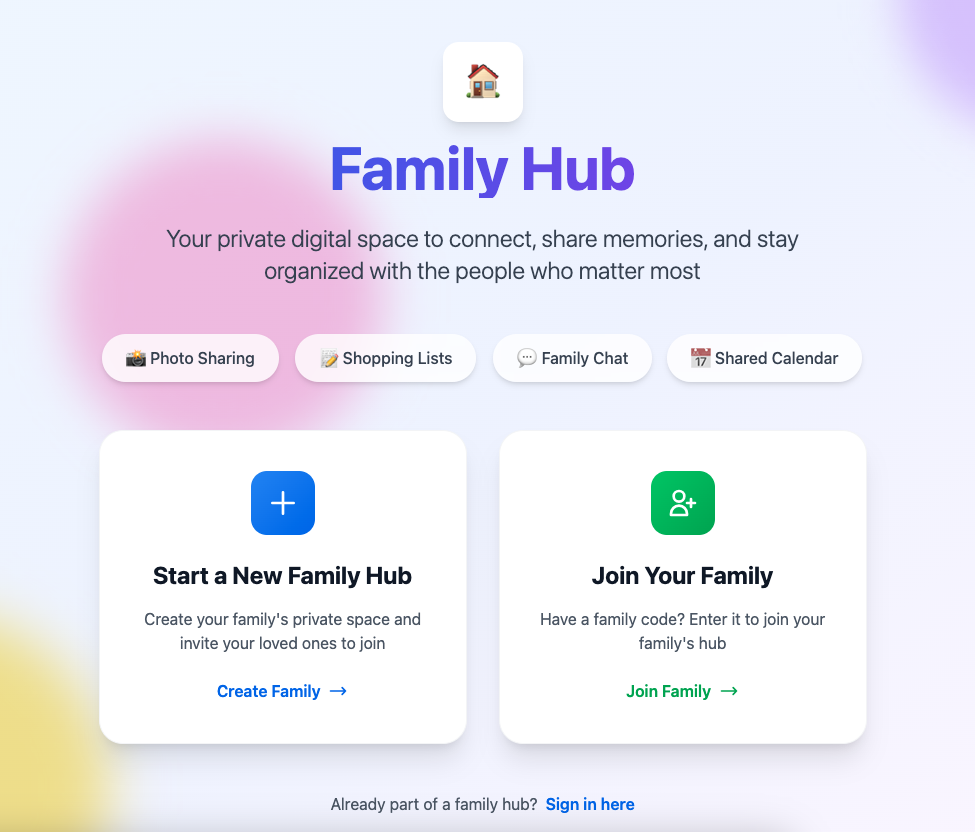 Family Hub
Your private digital space to connect, share memories, and stay
organized with the people who matter most
📸 Photo Sharing
📝 Shopping Lists
💬 Family Chat
📅 Shared Calendar
Start a New Family Hub
Create your family's private space and
invite your loved ones to join
Create Family →
Join Your Family
Have a family code? Enter it to join your
family's hub
Join Family →
Already part of a family hub? Sign in here